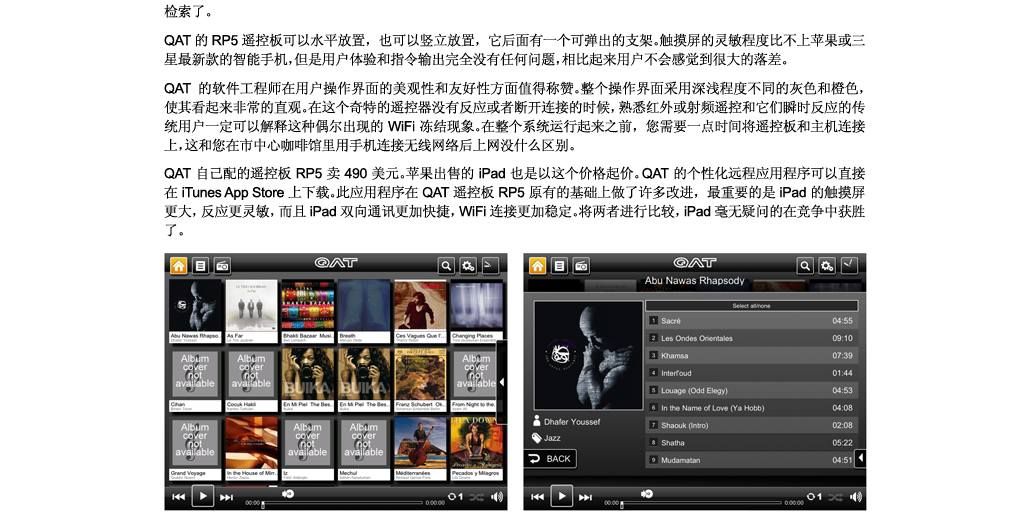 检索了。
QAT 的 RP5 遥控板可以水平放置，也可以竖立放置，它后面有一个可弹出的支架。触摸屏的灵敏程度比不上苹果或三
星最新款的智能手机，但是用户体验和指令输出完全没有任何问题，相比起来用户不会感觉到很大的落差。
QAT 的软件工程师在用户操作界面的美观性和友好性方面值得称赞。整个操作界面采用深浅程度不同的灰色和橙色，
使其看起来非常的直观。在这个奇特的遥控器没有反应或者断开连接的时候，熟悉红外或射频遥控和它们瞬时反应的传
统用户一定可以解释这种偶尔出现的 WiFi 冻结现象。在整个系统运行起来之前，您需要一点时间将遥控板和主机连接
上，这和您在市中心咖啡馆里用手机连接无线网络后上网没什么区别。
QAT 自己配的遥控板 RP5 卖 490 美元。苹果出售的 iPad 也是以这个价格起价。QAT 的个性化远程应用程序可以直接
在 iTunes App Store 上下载。此应用程序在 QAT 遥控板 RP5 原有的基础上做了许多改进，最重要的是 iPad 的触摸屏
更大，反应更灵敏，而且 iPad 双向通讯更加快捷，WiFi 连接更加稳定。将两者进行比较，iPad 毫无疑问的在竞争中获胜
了。
QAT
Abu Nawas Rhapso..
As Far
Bhakti Bazaar Musi..
Breath
Ces Vagues Que l'...
Changing Places
Album cover not available
Album cover not available
BUIKA
BUIKA
Album cover not available
Cihan
Cocuk Hakli
En Mi Piel The Bes..
En Mi Piel The Bes..
Franz Schubert Ok..
From Night to the..
Album cover not available
Album cover not available
Album cover not available
Grand Voyage
In the House of Mirr..
Iz
Mechul
Méditerranées
Pecados y Milagros
00:00
0:00:00
1
QAT
Abu Nawas Rhapsody
Select all/none
1 Sacré 04:55
2 Les Ondes Orientales 09:10
3 Khamsa 07:39
4 Interl'oud 01:44
5 Louage (Odd Elegy) 04:53
6 In the Name of Love (Ya Hobb) 04:08
7 Shaouk (Intro) 02:08
8 Shatha 05:22
9 Mudamatan 04:51
Dhafer Youssef
Jazz
BACK
00:00
0:00:00
1